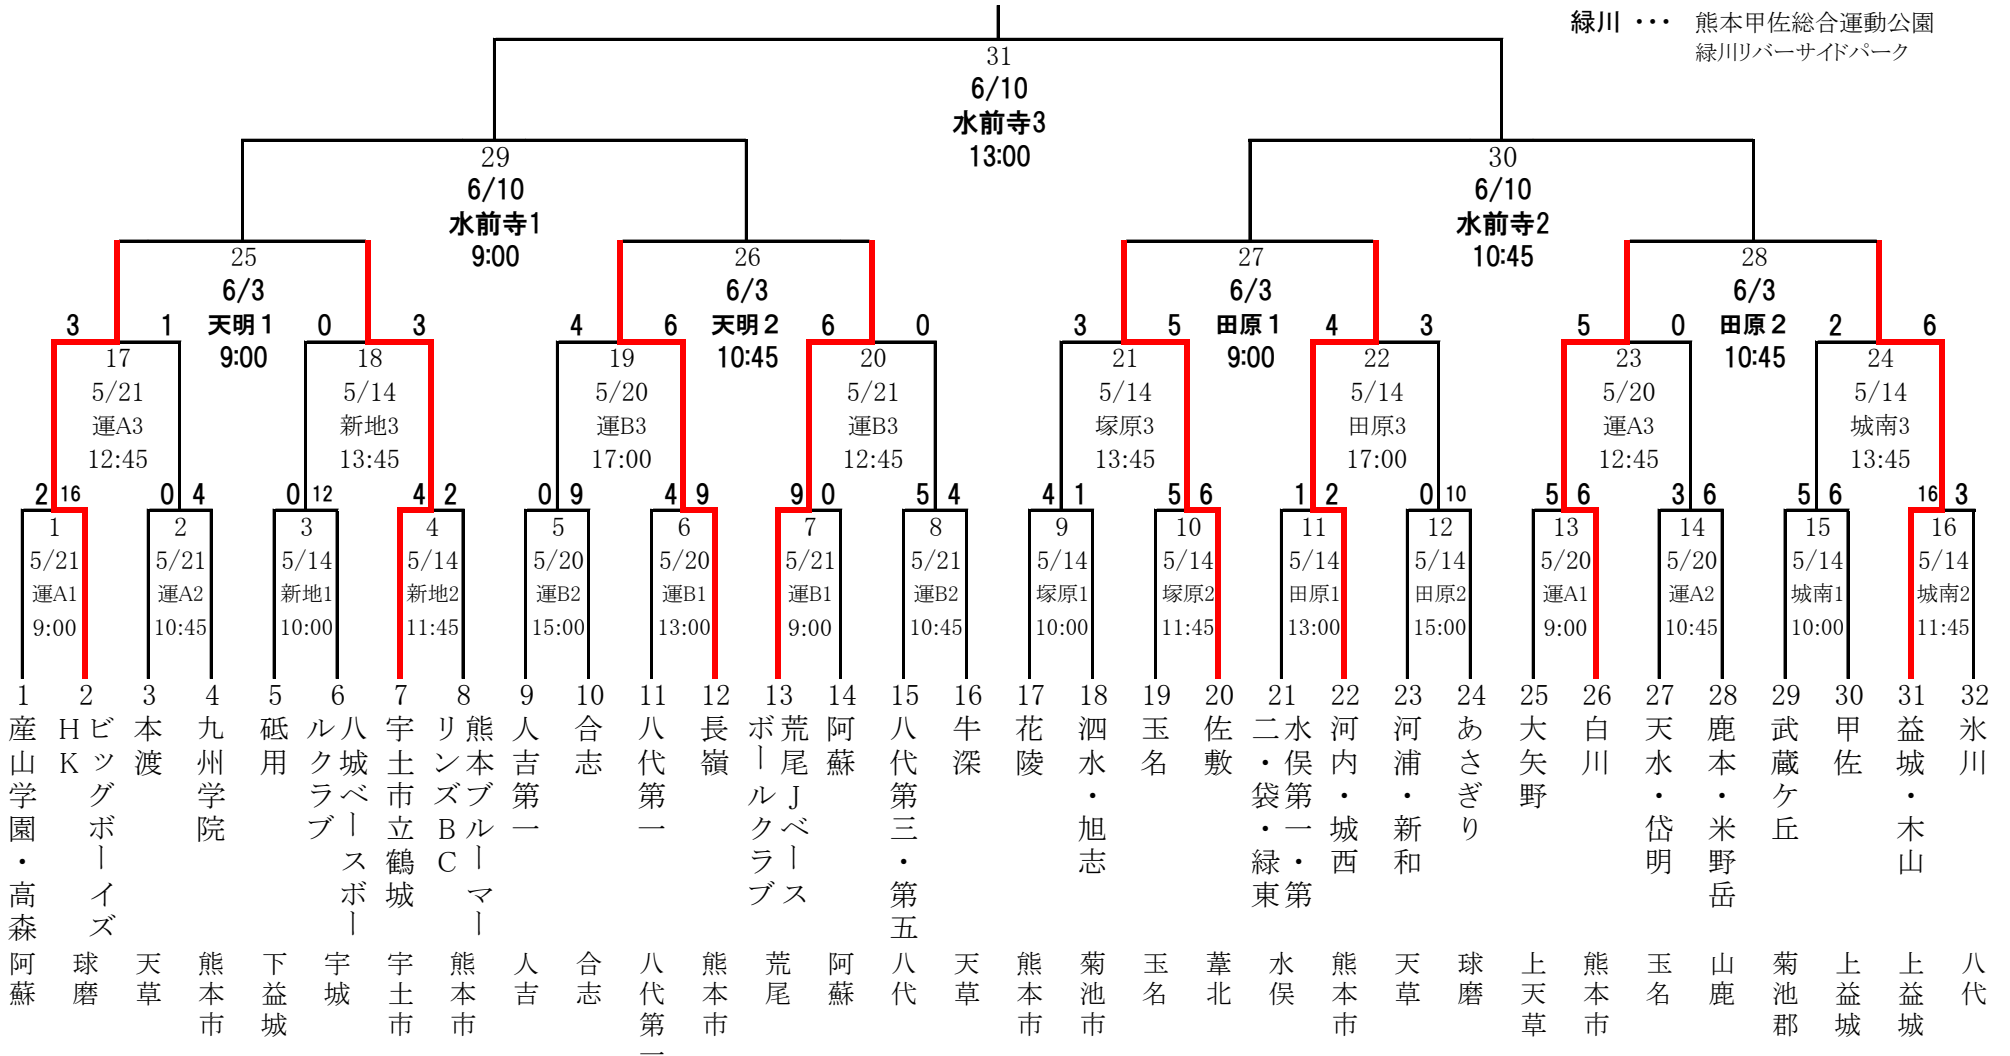 緑川 ・・・ 熊本甲佐総合運動公園
緑川リバーサイドパーク
31
6/10
水前寺3
13:00
29
6/10
水前寺1
9:00
30
6/10
水前寺2
10:45
25
6/3
天明1
9:00
26
6/3
天明2
10:45
27
6/3
田原1
9:00
28
6/3
田原2
10:45
3 1 0 3 4 6 6 0 3 5 4 3 5 0 2 6
17 18 19 20 21 22 23 24
5/21 5/14 5/20 5/21 5/14 5/14 5/20 5/14
運A3 新地3 運B3 運B3 塚原3 田原3 運A3 城南3
12:45 13:45 17:00 12:45 13:45 17:00 12:45 13:45
2 16 0 4 0 12 4 2 0 9 4 9 9 0 5 4 4 1 5 6 1 2 0 10 5 6 3 6 5 6 16 3
1 2 3 4 5 6 7 8 9 10 11 12 13 14 15 16
5/21 5/21 5/14 5/14 5/20 5/20 5/21 5/21 5/14 5/14 5/14 5/14 5/20 5/20 5/14 5/14
運A1 運A2 新地1 新地2 運B2 運B1 運B1 運B2 塚原1 塚原2 田原1 田原2 運A1 運A2 城南1 城南2
9:00 10:45 10:00 11:45 15:00 13:00 9:00 10:45 10:00 11:45 13:00 15:00 9:00 10:45 10:00 11:45
1 2 3 4 5 6 7 8 9 10 11 12 13 14 15 16 17 18 19 20 21 22 23 24 25 26 27 28 29 30 31 32
産山学園・高森
ビッグボーイズ
HK
本渡
九州学院
砥用
八城ベースボー
ルクラブ
宇土市立鶴城
熊本ブルーマー
リンズBC
人吉第一
合志
八代第一
長嶺
荒尾Jベース
ボールクラブ
阿蘇
八代第三・第五
牛深
花陵
泗水・旭志
玉名
佐敷
水俣第一・第
二・袋・緑東
河内・城西
河浦・新和
あさぎり
大矢野
白川
天水・岱明
鹿本・米野岳
武蔵ケ丘
甲佐
益城・木山
氷川
阿蘇
球磨
天草
熊本市
下益城
宇城
宇土市
熊本市
人吉
合志
八代第一
熊本市
荒尾
阿蘇
八代
天草
熊本市
菊池市
玉名
葦北
水俣
熊本市
天草
球磨
上天草
熊本市
玉名
山鹿
菊池郡
上益城
上益城
八代